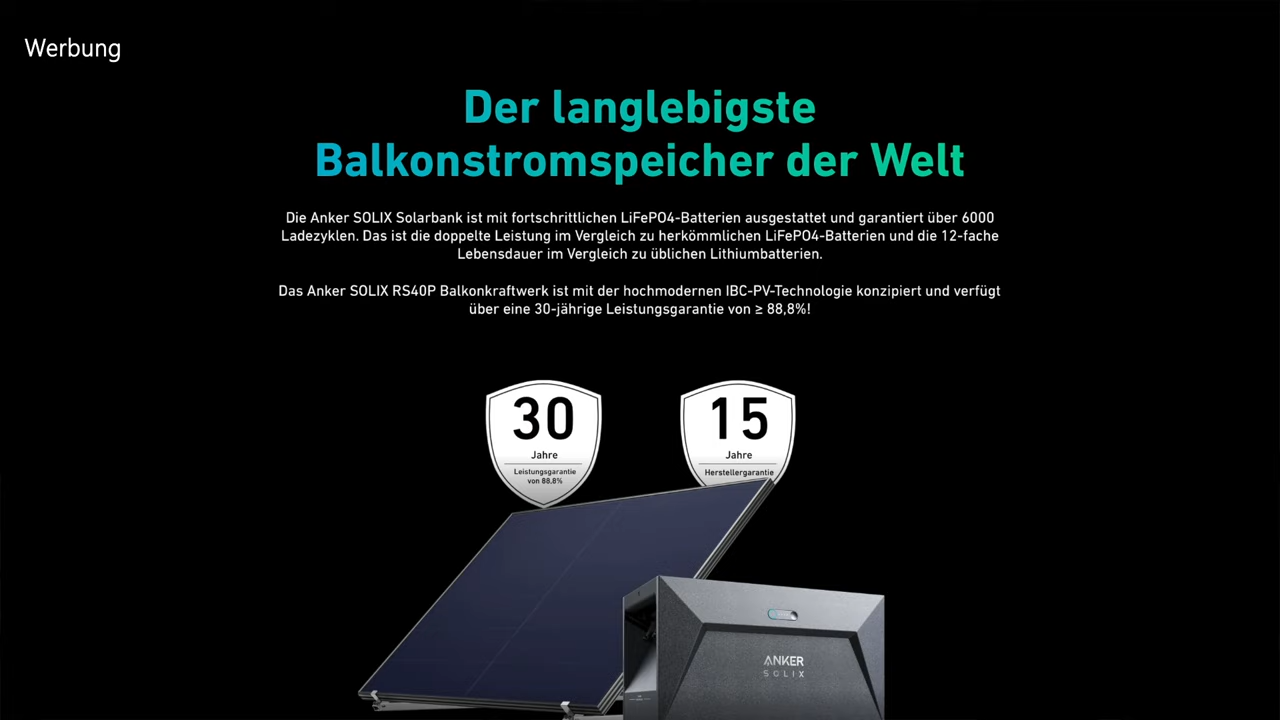 Werbung
Der langlebigste
Balkonstromspeicher der Welt
Die Anker SOLIX Solarbank ist mit fortschrittlichen LiFePO4-Batterien ausgestattet und garantiert über 6000
Ladezyklen. Das ist die doppelte Leistung im Vergleich zu herkömmlichen LiFePO4-Batterien und die 12-fache
Lebensdauer im Vergleich zu üblichen Lithiumbatterien.
Das Anker SOLIX RS40P Balkonkraftwerk ist mit der hochmodernen IBC-PV-Technologie konzipiert und verfügt
über eine 30-jährige Leistungsgarantie von ≥ 88,8%!
30
Jahre
Leistungsgarantie
von 88,8%
15
Jahre
Herstellergarantie
ANKER
SOLIX